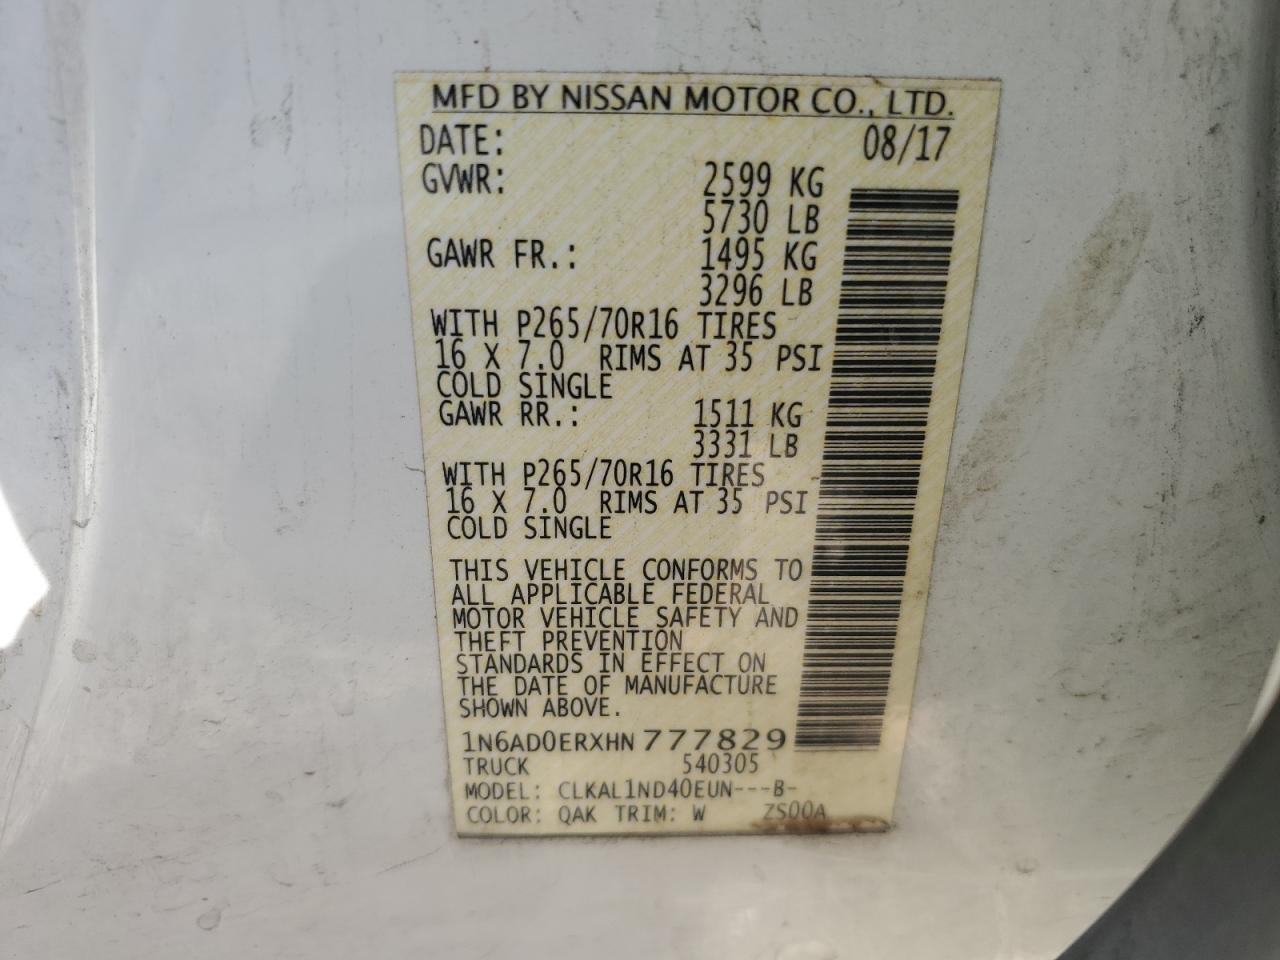 MFD BY NISSAN MOTOR CO., LTD.
DATE: 08/17
GVWR: 2599 KG
5730 LB
GAWR FR.: 1495 KG
3296 LB
WITH P265/70R16 TIRES
16 X 7.0 RIMS AT 35 PSI
COLD SINGLE
GAWR RR.: 1511 KG
3331 LB
WITH P265/70R16 TIRES
16 X 7.0 RIMS AT 35 PSI
COLD SINGLE
THIS VEHICLE CONFORMS TO
ALL APPLICABLE FEDERAL
MOTOR VEHICLE SAFETY AND
THEFT PREVENTION
STANDARDS IN EFFECT ON
THE DATE OF MANUFACTURE
SHOWN ABOVE.
1N6AD0ERXHN777829
TRUCK 540305
MODEL: CLKAL1ND40EUN---B-
COLOR: QAK TRIM: W ZS00A